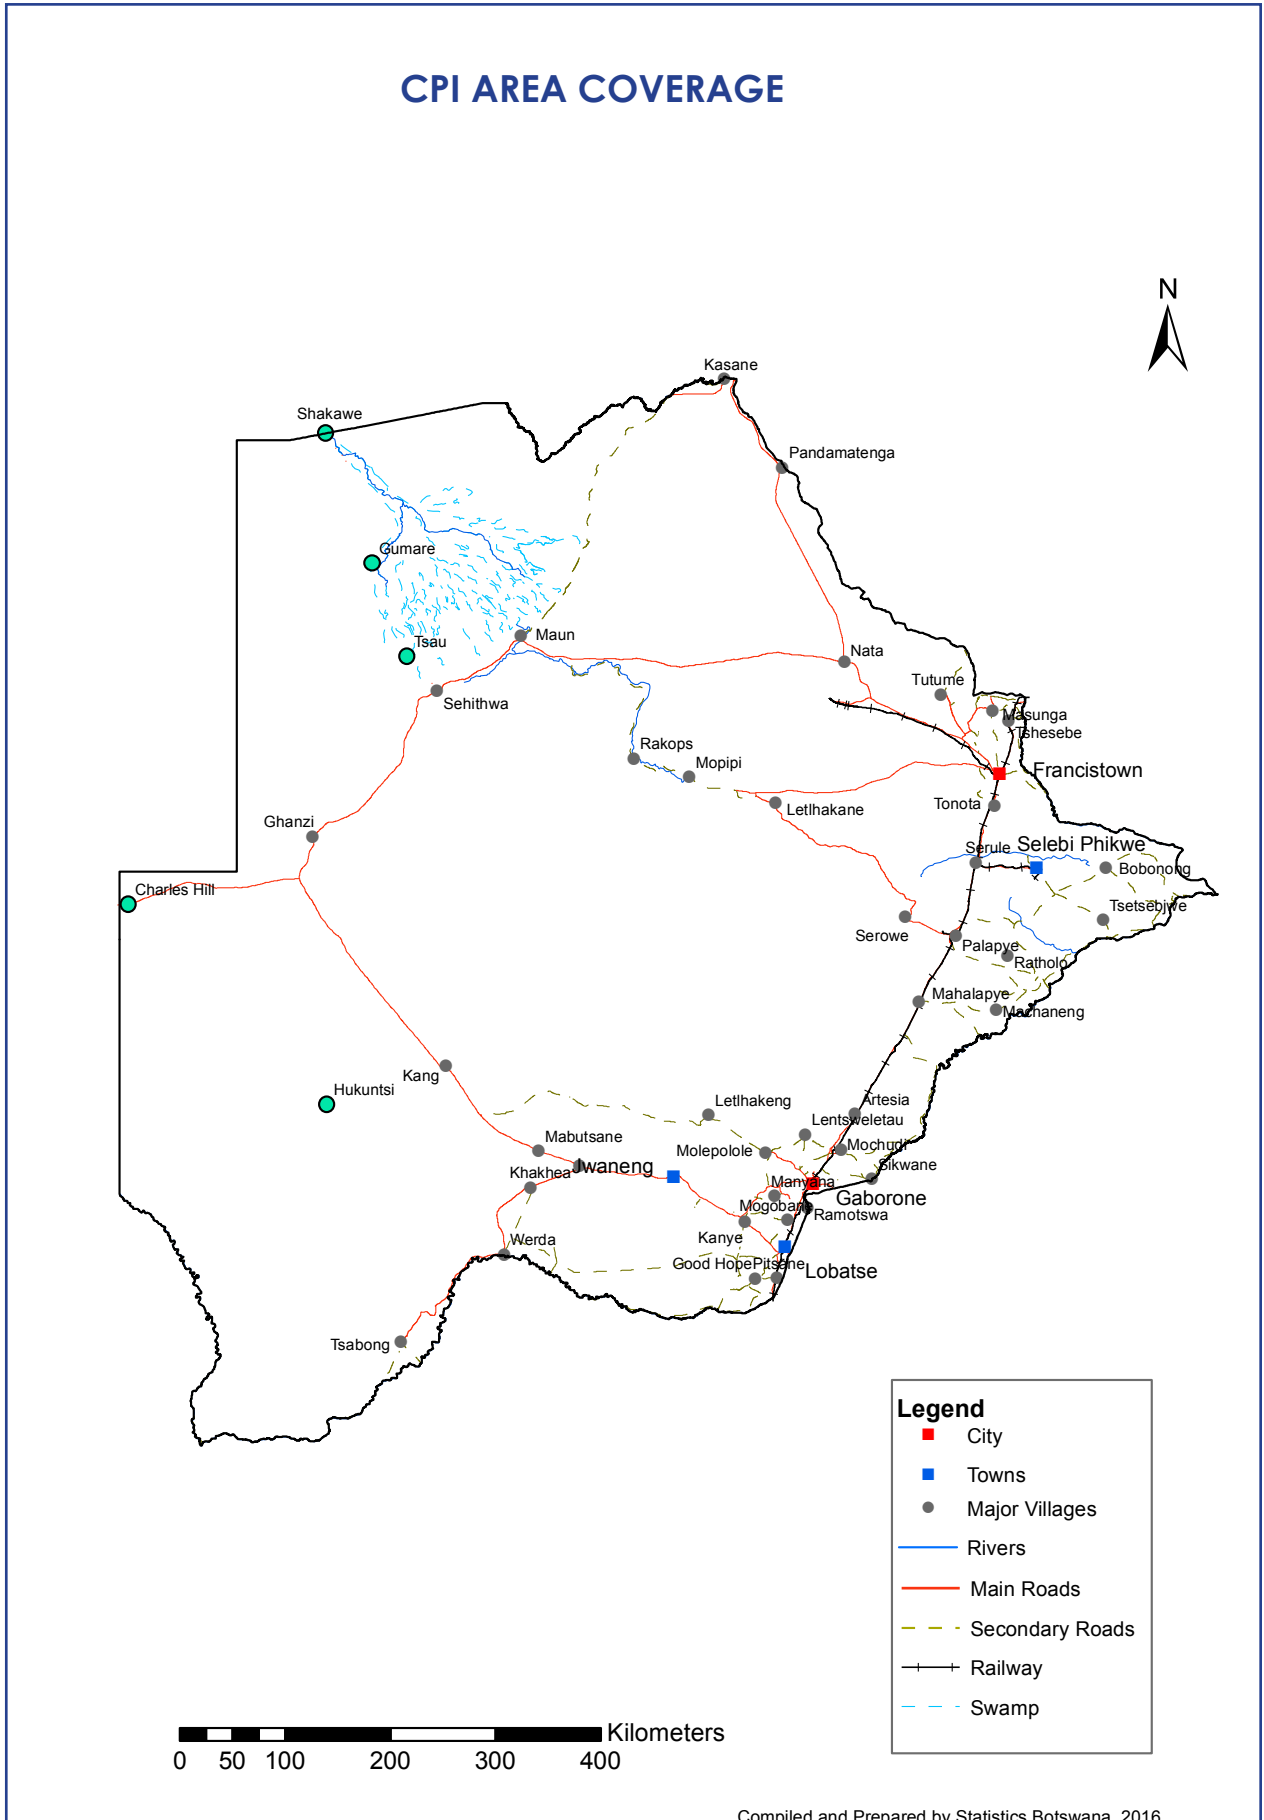 CPI AREA COVERAGE
N
Kasane
Shakawe
Pandamatenga
Gumare
Tsau
Maun
Nata
Sehithwa
Tutume
Masunga
Tshesebe
Rakops
Mopipi
Francistown
Letlhakane
Tonota
Ghanzi
Serule
Selebi Phikwe
Bobonong
Charles Hill
Tsetsebjwe
Serowe
Palapye
Ratholo
Mahalapye
Machaneng
Kang
Hukuntsi
Letlhakeng
Artesia
Lentsweletau
Mabutsane
Molepolole
Mochudi
Jwaneng
Sikwane
Khakhea
Manyana
Gaborone
Mogobane
Ramotswa
Kanye
Werda
Good Hope
Pitsane
Lobatse
Tsabong
Legend
City
Towns
Major Villages
Rivers
Main Roads
Secondary Roads
Railway
Swamp
Kilometers
0 50 100 200 300 400
Compiled and Prepared by Statistics Botswana, 2016